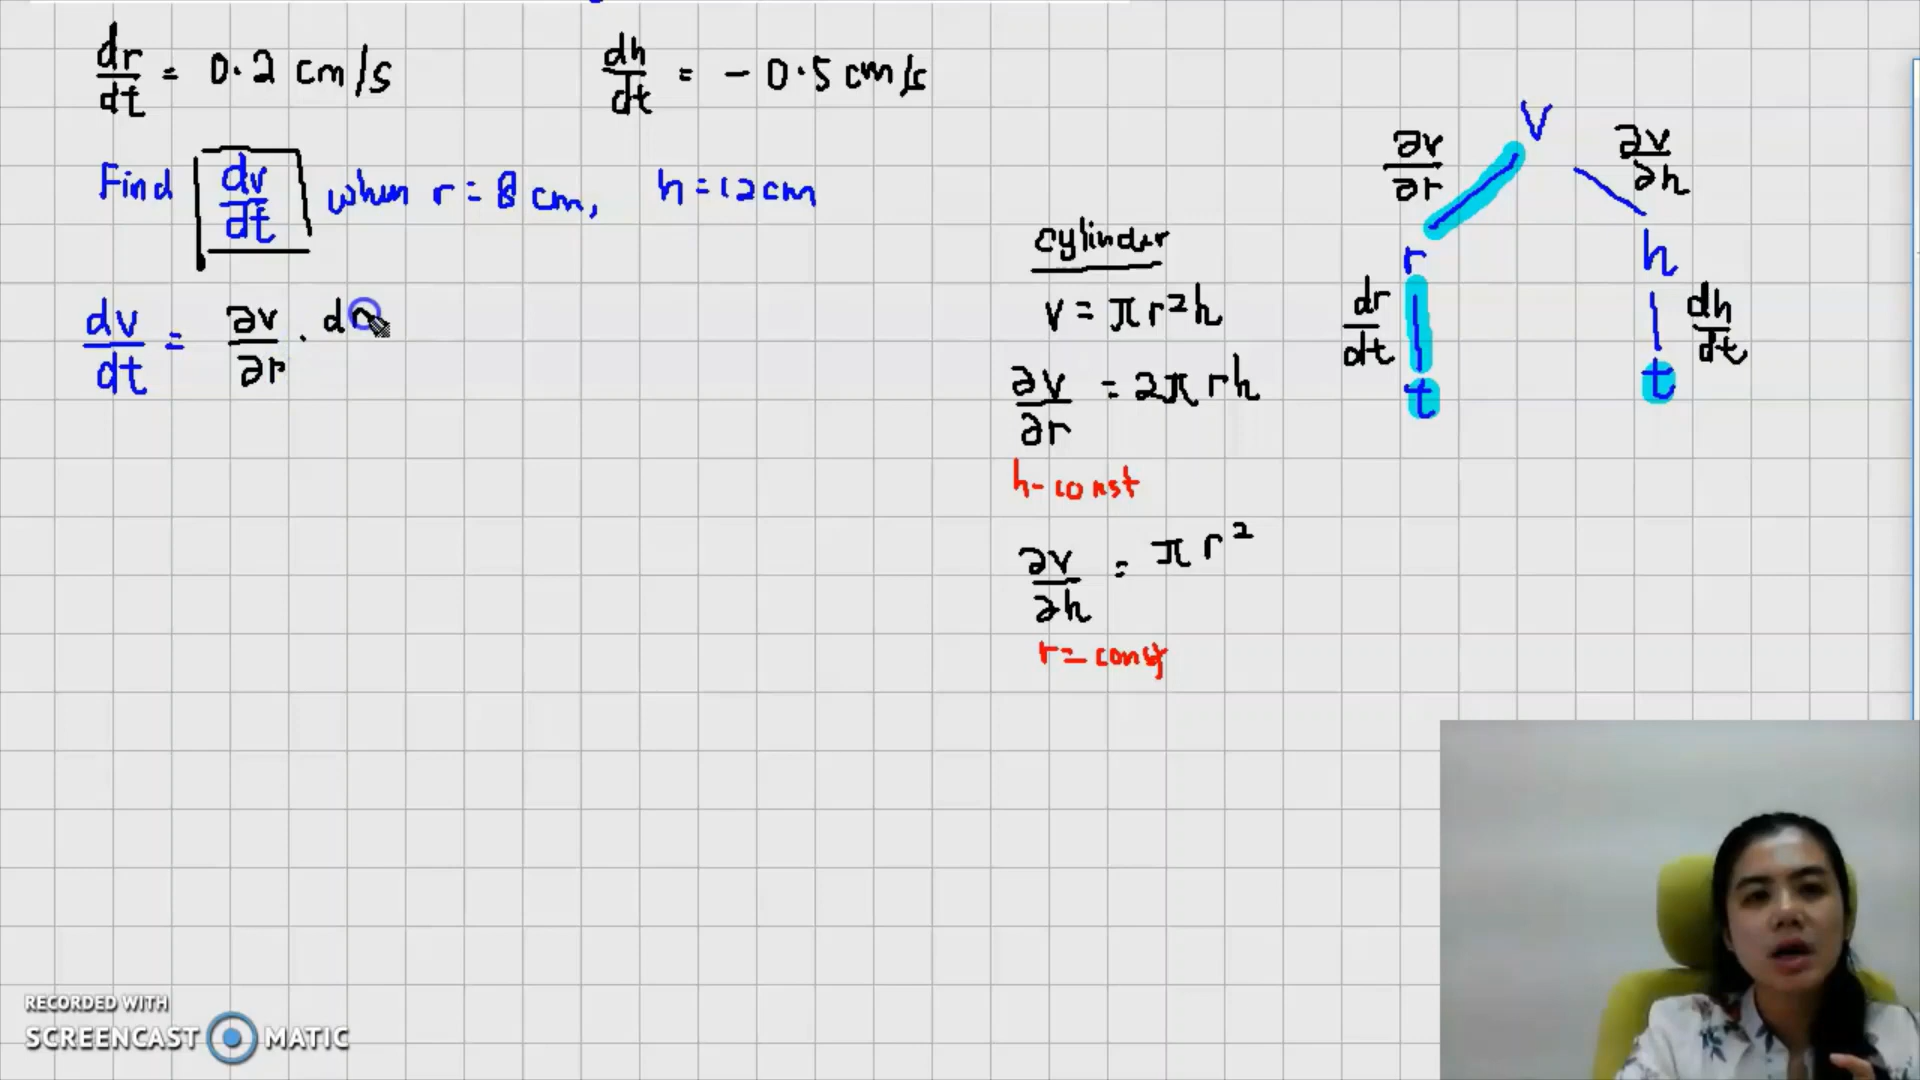 dr/dt = 0.2 cm/s
dh/dt = - 0.5 cm/s
Find dv/dt when r = 8 cm, h = 12 cm
dv/dt = ∂v/∂r · dr
cylinder
v = πr²h
∂v/∂r = 2πrh
h - const
∂v/∂h = πr²
r = const
V
∂v/∂r
∂v/∂h
r
h
dr/dt
dh/dt
t
t
RECORDED WITH
SCREENCAST MATIC